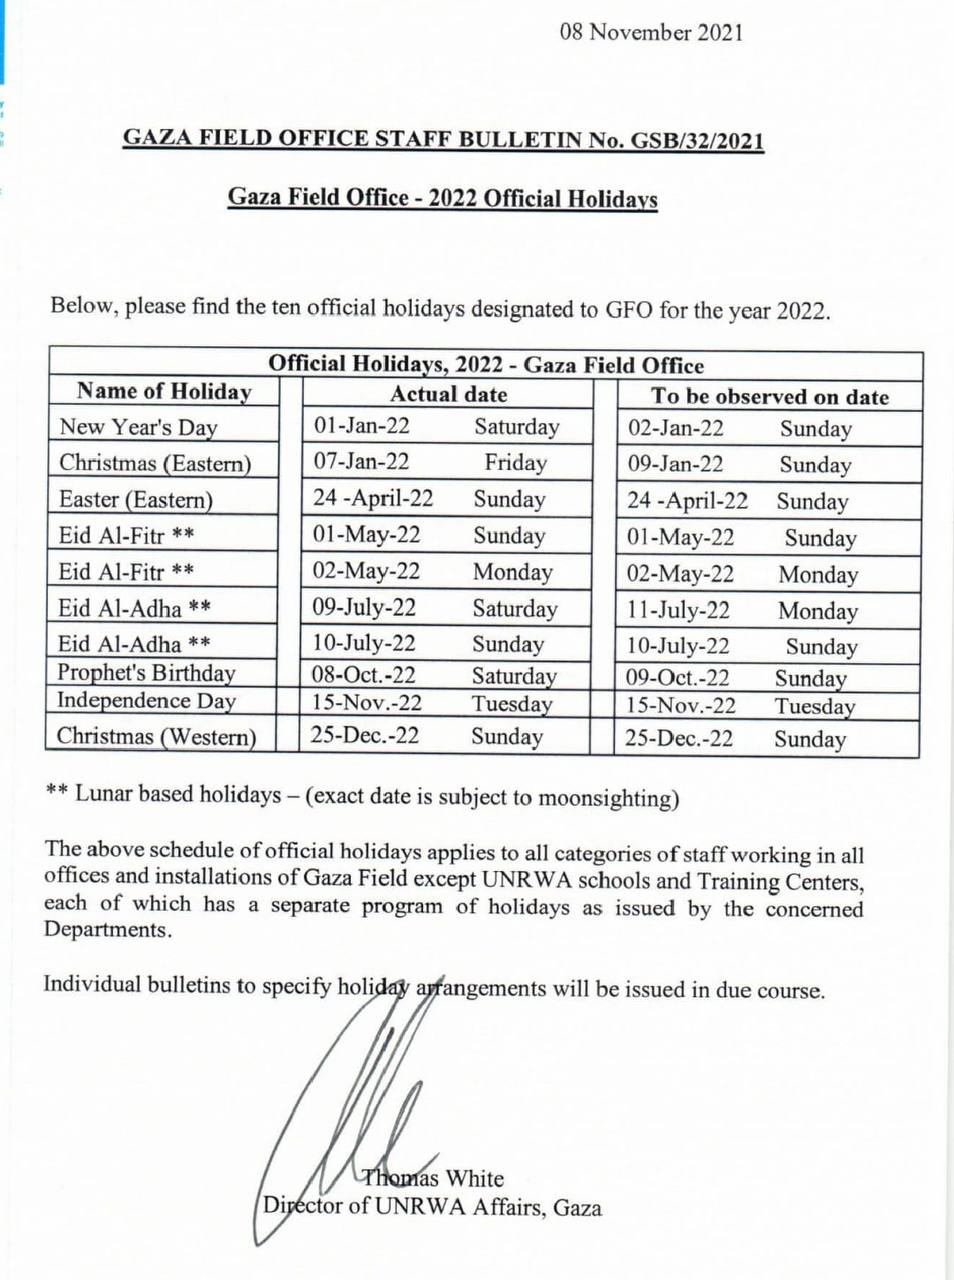 08 November 2021
GAZA FIELD OFFICE STAFF BULLETIN No. GSB/32/2021
Gaza Field Office - 2022 Official Holidays
Below, please find the ten official holidays designated to GFO for the year 2022.
Official Holidays, 2022 - Gaza Field Office
Name of Holiday Actual date To be observed on date
New Year's Day 01-Jan-22 Saturday 02-Jan-22 Sunday
Christmas (Eastern) 07-Jan-22 Friday 09-Jan-22 Sunday
Easter (Eastern) 24 -April-22 Sunday 24 -April-22 Sunday
Eid Al-Fitr ** 01-May-22 Sunday 01-May-22 Sunday
Eid Al-Fitr ** 02-May-22 Monday 02-May-22 Monday
Eid Al-Adha ** 09-July-22 Saturday 11-July-22 Monday
Eid Al-Adha ** 10-July-22 Sunday 10-July-22 Sunday
Prophet's Birthday 08-Oct.-22 Saturday 09-Oct.-22 Sunday
Independence Day 15-Nov.-22 Tuesday 15-Nov.-22 Tuesday
Christmas (Western) 25-Dec.-22 Sunday 25-Dec.-22 Sunday
** Lunar based holidays – (exact date is subject to moonsighting)
The above schedule of official holidays applies to all categories of staff working in all
offices and installations of Gaza Field except UNRWA schools and Training Centers,
each of which has a separate program of holidays as issued by the concerned
Departments.
Individual bulletins to specify holiday arrangements will be issued in due course.
Thomas White
Director of UNRWA Affairs, Gaza